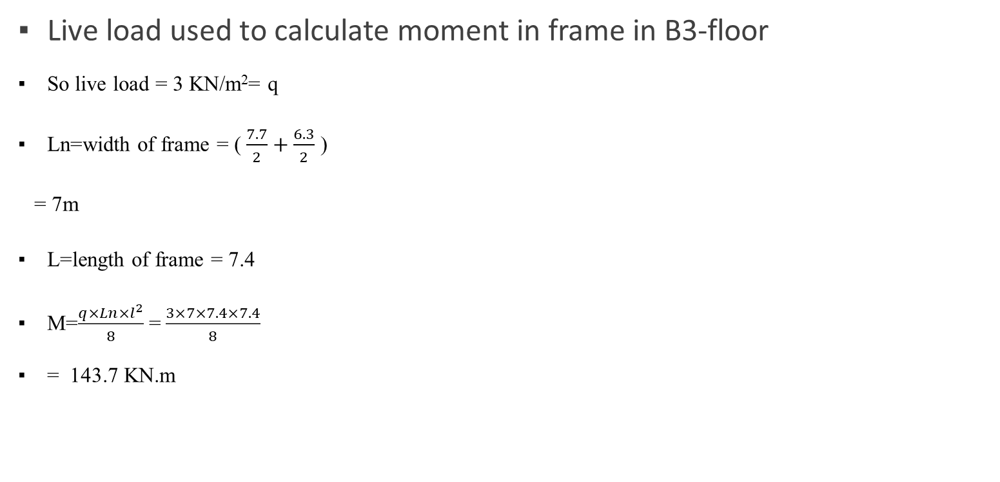 ▪ Live load used to calculate moment in frame in B3-floor
▪ So live load = 3 KN/m²= q
▪ Ln=width of frame = ( 7.7/2 + 6.3/2 )
= 7m
▪ L=length of frame = 7.4
▪ M= q×Ln×l²/8 = 3×7×7.4×7.4/8
▪ = 143.7 KN.m